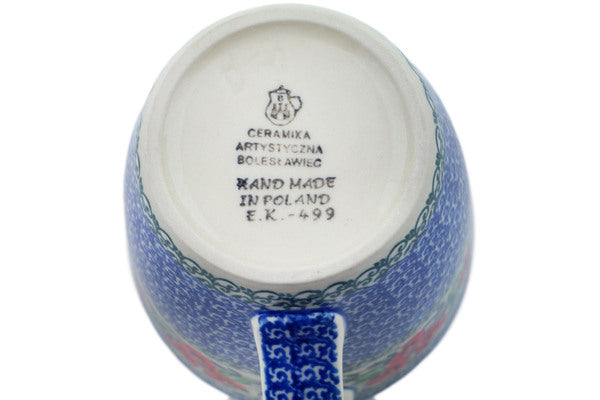 B
CERAMIKA
ARTYSTYCZNA
BOLESŁAWIEC
HAND MADE
IN POLAND
E.K.-499